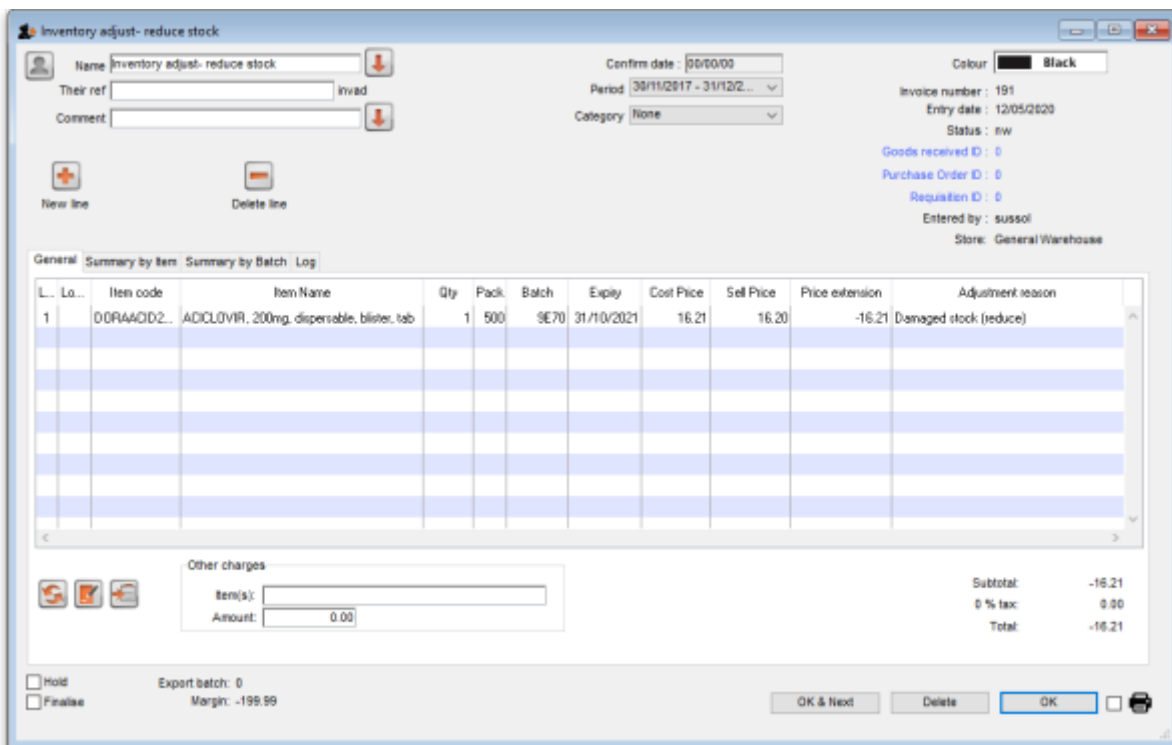 Inventory adjust- reduce stock
Name Inventory adjust- reduce stock
Confirm date : 00/00/00
Colour Black
Their ref invad
Period 30/11/2017 - 31/12/2...
Invoice number : 191
Comment
Category None
Entry date : 12/05/2020
Status : nw
Goods received ID : 0
Purchase Order ID : 0
Requisition ID : 0
New line Delete line
Entered by : sussol
Store: General Warehouse
General Summary by Item Summary by Batch Log
L... Lo... Item code Item Name Qty Pack Batch Expiry Cost Price Sell Price Price extension Adjustment reason
1 DORAACID2... ACICLOVIR, 200mg, dispersable, blister, tab 1 500 9E70 31/10/2021 16.21 16.20 -16.21 Damaged stock (reduce)
Other charges
Item(s):
Amount: 0.00
Subtotal: -16.21
0 % tax: 0.00
Total: -16.21
Hold
Finalise
Export batch: 0
Margin: -199.99
OK & Next Delete OK